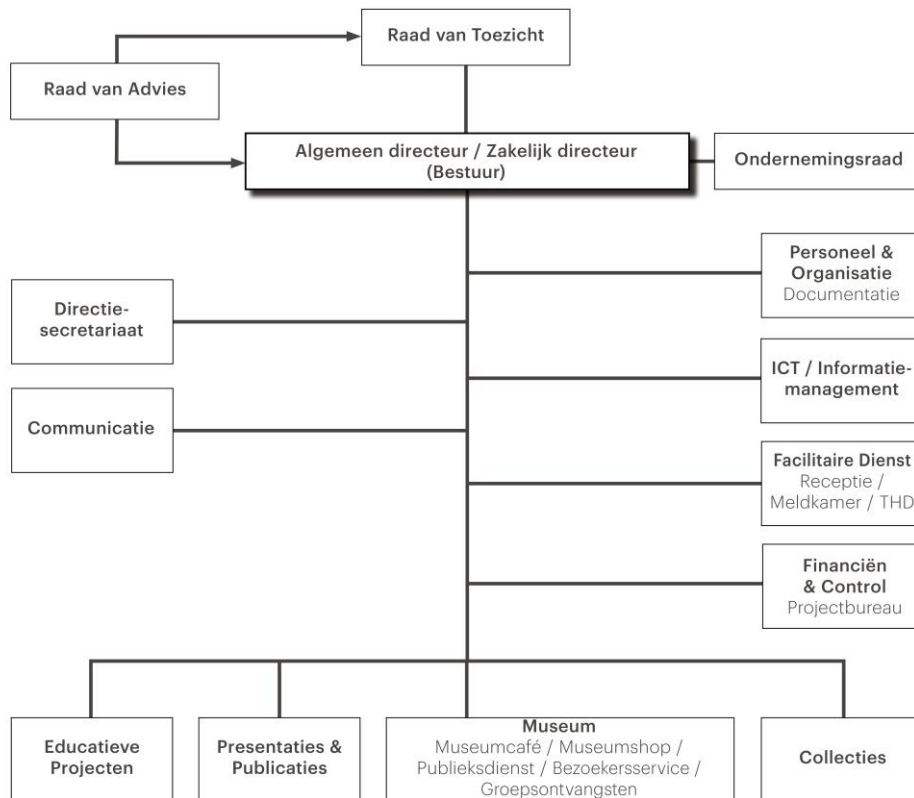 Raad van Toezicht
Raad van Advies
Algemeen directeur / Zakelijk directeur
(Bestuur)
Ondernemingsraad
Personeel &
Organisatie
Documentatie
Directie-
secretariaat
ICT / Informatie-
management
Communicatie
Facilitaire Dienst
Receptie /
Meldkamer / THD
Financiën
& Control
Projectbureau
Educatieve
Projecten
Presentaties &
Publicaties
Museum
Museumcafé / Museumshop /
Publieksdienst / Bezoekersservice /
Groepsontvangsten
Collecties